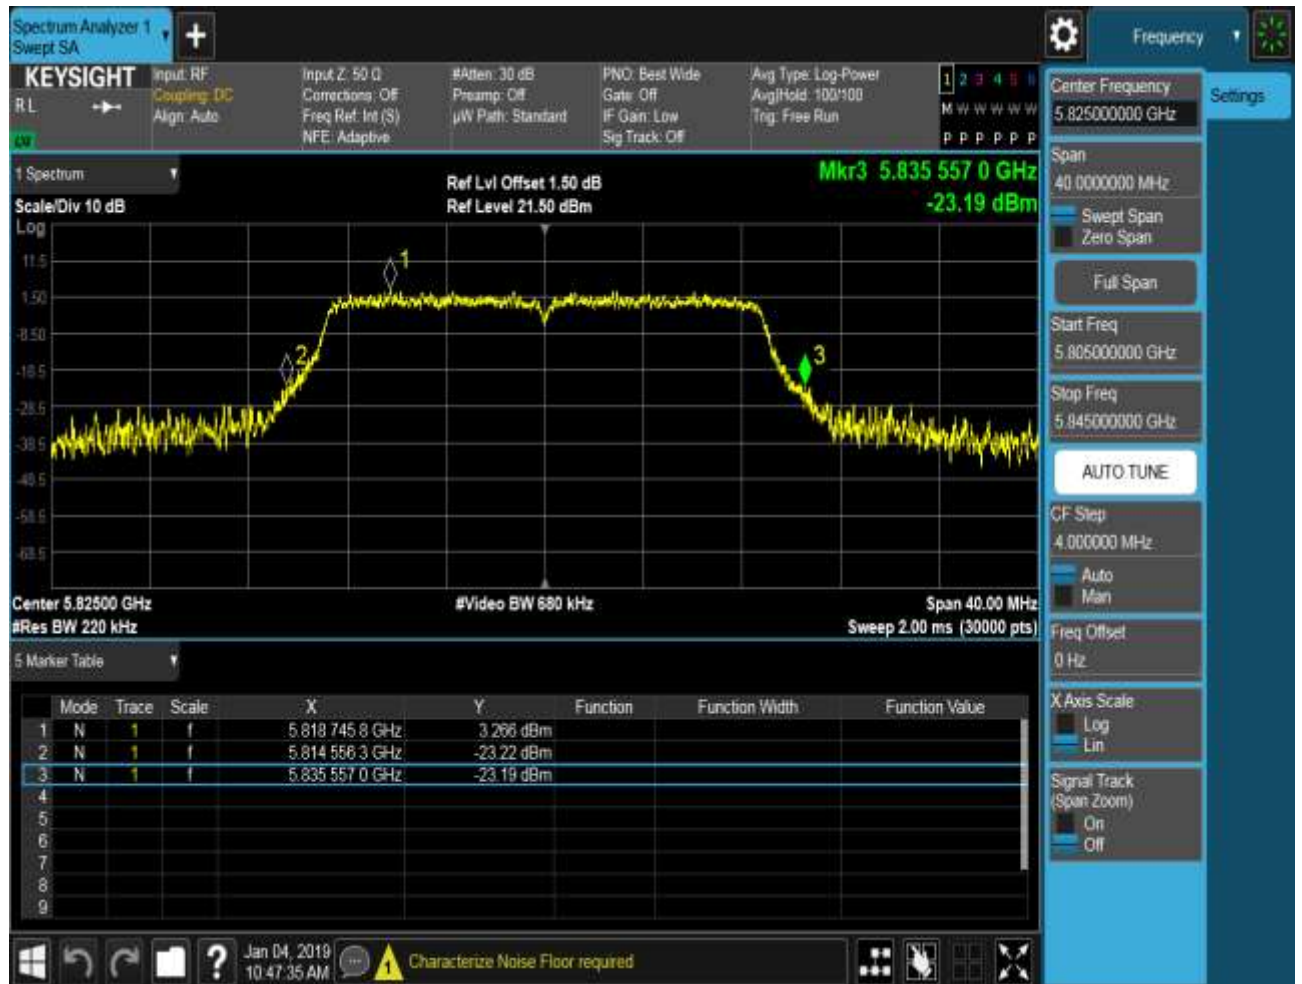 Spectrum Analyzer 1
Swept SA
Frequency
KEYSIGHT
RL
Input: RF
Coupling: DC
Align: Auto
Input Z: 50 Ω
Corrections: Off
Freq Ref: Int (S)
NFE: Adaptive
#Atten: 30 dB
Preamp: Off
µW Path: Standard
PNO: Best Wide
Gate: Off
IF Gain: Low
Sig Track: Off
Avg Type: Log-Power
Avg|Hold: 100/100
Trig: Free Run
1 2 3 4 5 6
M W W W W W
P P P P P P
1 Spectrum
Scale/Div 10 dB
Log
Ref Lvl Offset 1.50 dB
Ref Level 21.50 dBm
Mkr3 5.835 557 0 GHz
-23.19 dBm
11.5
1.50
-8.50
-18.5
-28.5
-38.5
-48.5
-58.5
-68.5
1
2
3
Center 5.82500 GHz
#Video BW 680 kHz
Span 40.00 MHz
#Res BW 220 kHz
Sweep 2.00 ms (30000 pts)
5 Marker Table
Mode Trace Scale X Y Function Function Width Function Value
1 N 1 f 5.818 745 8 GHz 3.266 dBm
2 N 1 f 5.814 556 3 GHz -23.22 dBm
3 N 1 f 5.835 557 0 GHz -23.19 dBm
4
5
6
7
8
9
Center Frequency
5.825000000 GHz
Settings
Span
40.0000000 MHz
Swept Span
Zero Span
Full Span
Start Freq
5.805000000 GHz
Stop Freq
5.845000000 GHz
AUTO TUNE
CF Step
4.000000 MHz
Auto
Man
Freq Offset
0 Hz
X Axis Scale
Log
Lin
Signal Track
(Span Zoom)
On
Off
?
Jan 04, 2019
10:47:35 AM
1
Characterize Noise Floor required